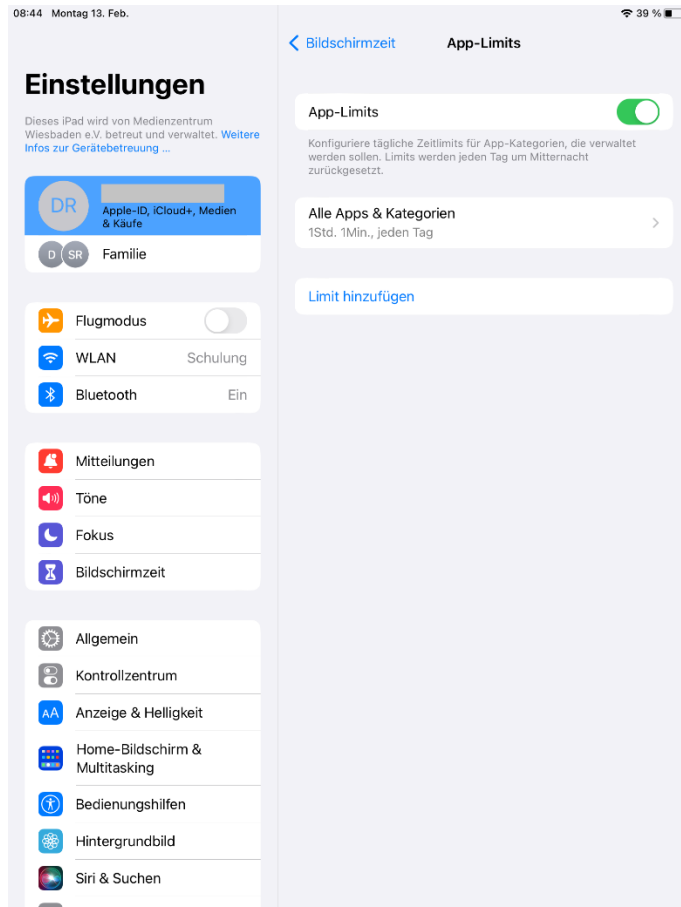 08:44 Montag 13. Feb.
39 %
Einstellungen
Dieses iPad wird von Medienzentrum
Wiesbaden e.V. betreut und verwaltet. Weitere
Infos zur Gerätebetreuung ...
DR
Apple-ID, iCloud+, Medien
& Käufe
D SR Familie
Flugmodus
WLAN Schulung
Bluetooth Ein
Mitteilungen
Töne
Fokus
Bildschirmzeit
Allgemein
Kontrollzentrum
AA Anzeige & Helligkeit
Home-Bildschirm &
Multitasking
Bedienungshilfen
Hintergrundbild
Siri & Suchen
Bildschirmzeit App-Limits
App-Limits
Konfiguriere tägliche Zeitlimits für App-Kategorien, die verwaltet
werden sollen. Limits werden jeden Tag um Mitternacht
zurückgesetzt.
Alle Apps & Kategorien
1Std. 1Min., jeden Tag
Limit hinzufügen